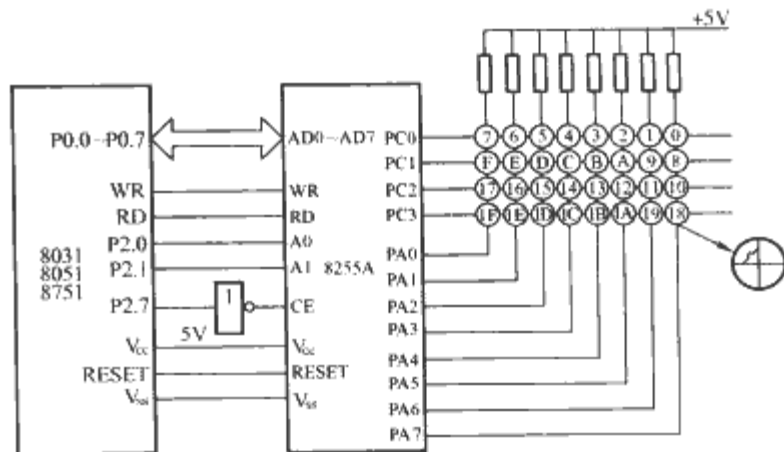 +5V
P0.0~P0.7 AD0~AD7 PC0 7 6 5 4 3 2 1 0
PC1 F E D C B A 9 8
WR WR PC2 17 16 15 14 13 12 11 10
RD RD PC3 1F 1E 1D 1C 1B 1A 19 18
P2.0 A0 PA0
8031
8051
8751
P2.1 A1 8255A PA1
P2.7 1 CE PA2
5V PA3
Vcc Vcc PA4
RESET RESET PA5
Vss Vss PA6
PA7